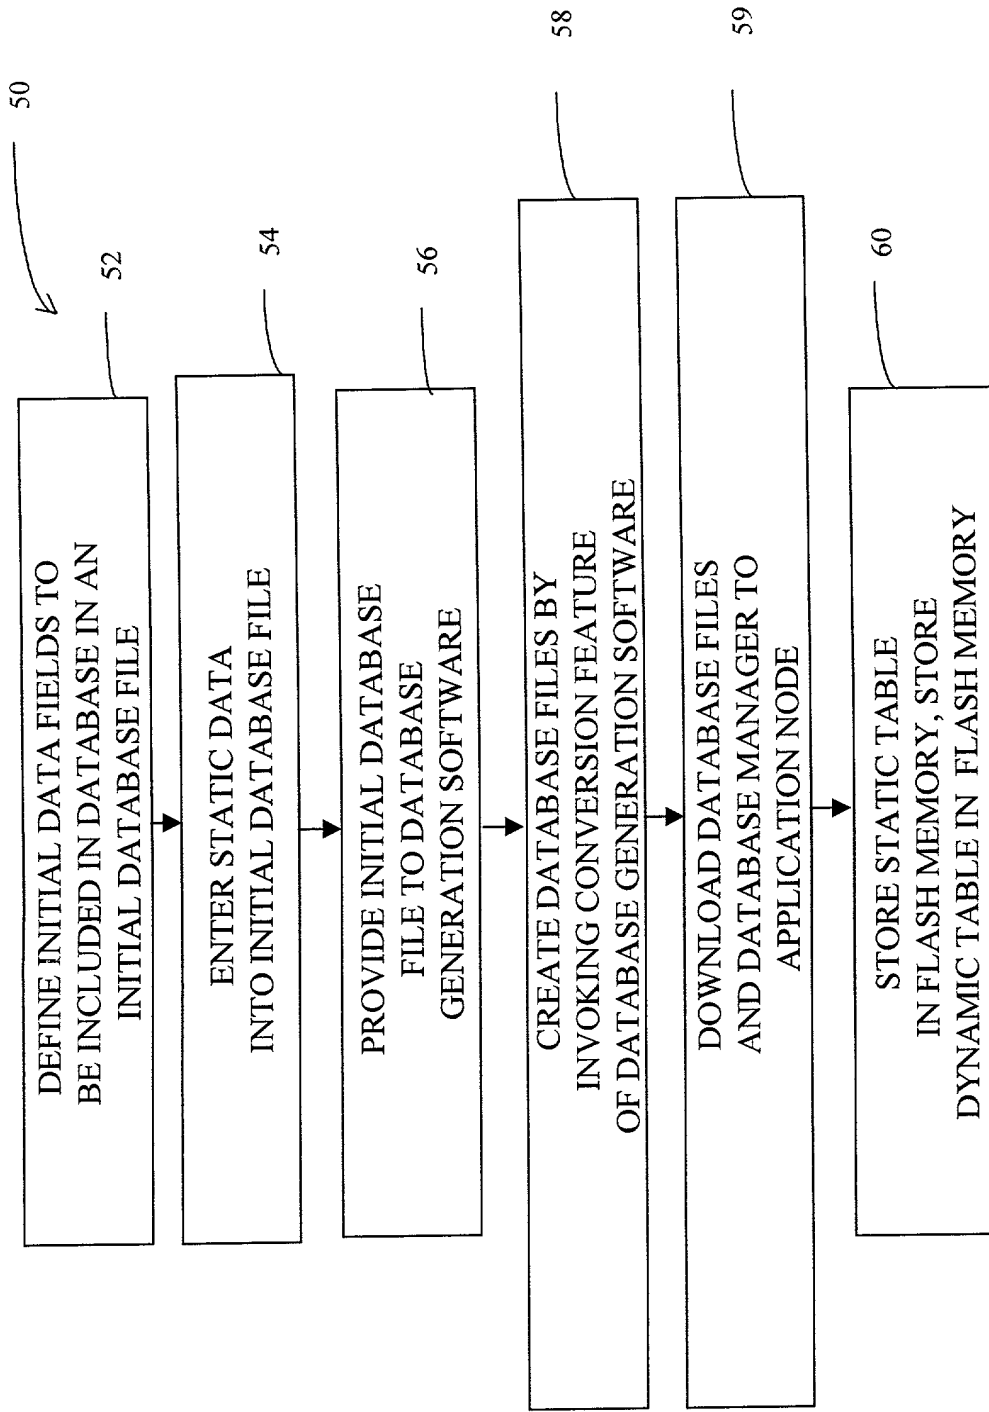 50
DEFINE INITIAL DATA FIELDS TO
BE INCLUDED IN DATABASE IN AN
INITIAL DATABASE FILE
52
ENTER STATIC DATA
INTO INITIAL DATABASE FILE
54
PROVIDE INITIAL DATABASE
FILE TO DATABASE
GENERATION SOFTWARE
56
CREATE DATABASE FILES BY
INVOKING CONVERSION FEATURE
OF DATABASE GENERATION SOFTWARE
58
DOWNLOAD DATABASE FILES
AND DATABASE MANAGER TO
APPLICATION NODE
59
STORE STATIC TABLE
IN FLASH MEMORY, STORE
DYNAMIC TABLE IN FLASH MEMORY
60